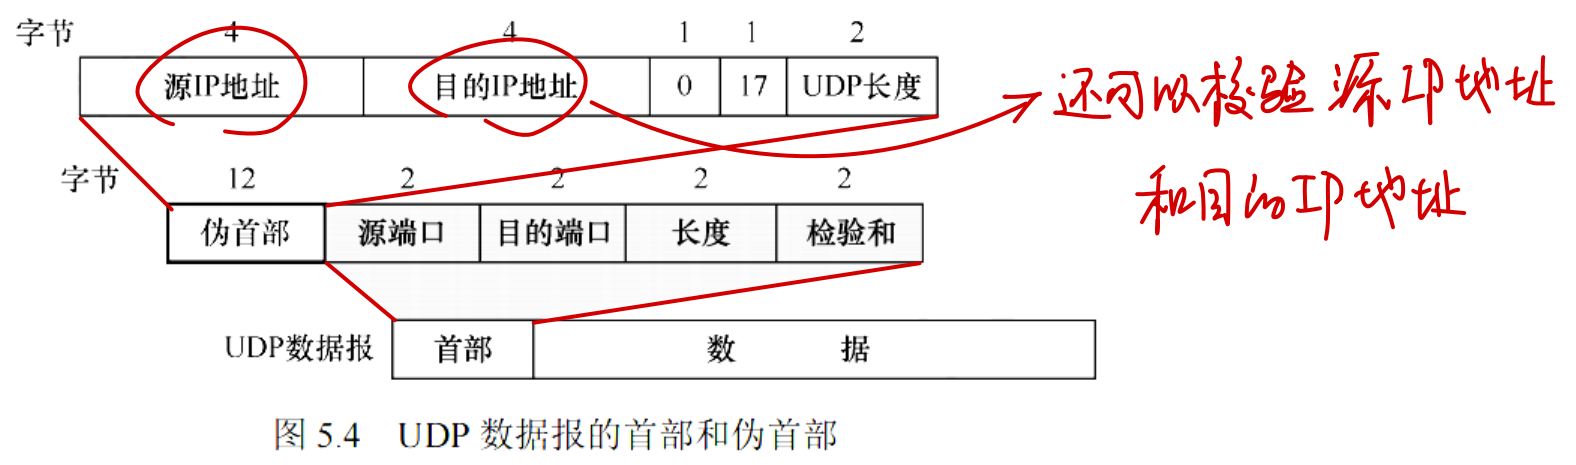 字节 4 4 1 1 2
源IP地址 目的IP地址 0 17 UDP长度
还可以校验源IP地址
和目的IP地址
字节 12 2 2 2 2
伪首部 源端口 目的端口 长度 检验和
UDP数据报 首部 数 据
图 5.4 UDP 数据报的首部和伪首部